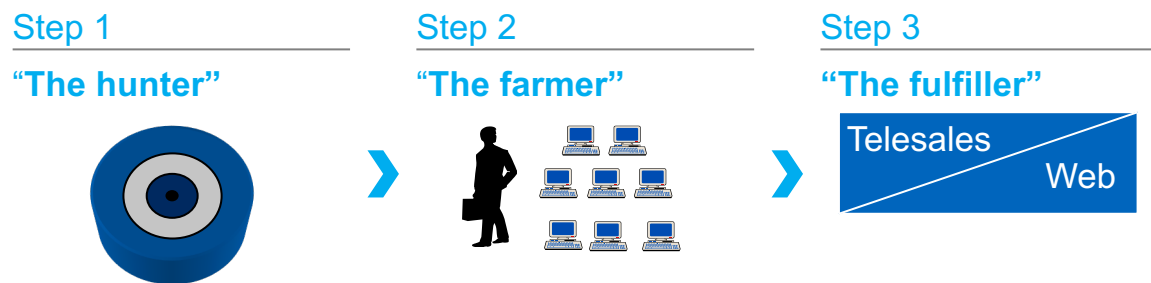 Step 1
“The hunter”
Step 2
“The farmer”
Step 3
“The fulfiller”
Telesales
Web